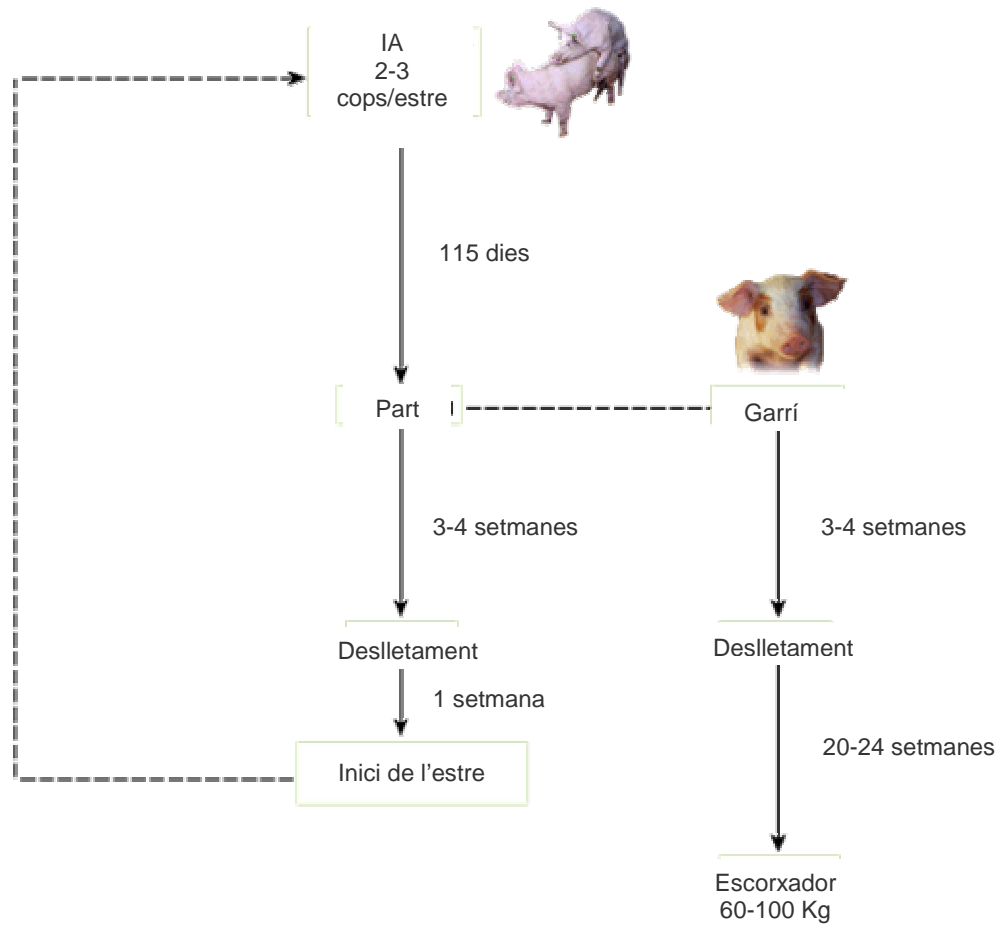 IA
2-3
cops/estre
115 dies
Part
Garrí
3-4 setmanes
3-4 setmanes
Deslletament
Deslletament
1 setmana
20-24 setmanes
Inici de l’estre
Escorxador
60-100 Kg